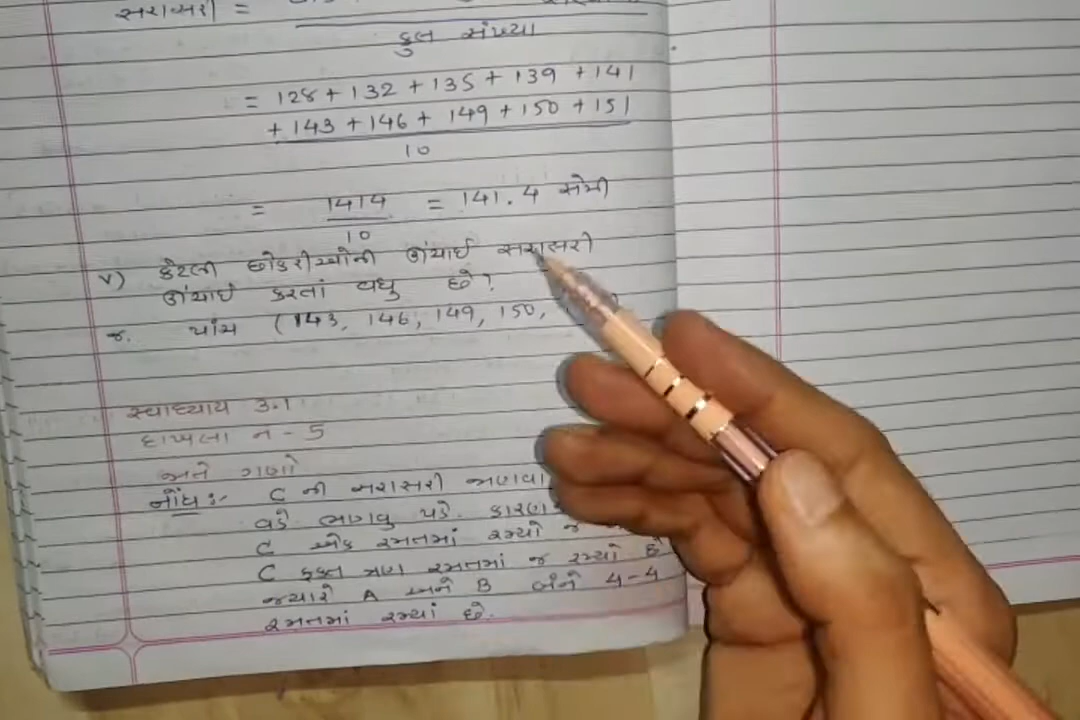 સરાસરી =
કુલ સંખ્યા
= 128 + 132 + 135 + 139 + 141
+ 143 + 146 + 149 + 150 + 151
10
= 1414 = 141.4 સેમી
10
v) કેટલી છોકરીઓની ઊંચાઈ સરાસરી
ઊંચાઈ કરતાં વધુ છે?
જ. પાંચ (143, 146, 149, 150,
સ્વાધ્યાય 3.1
દાખલા નં - 5
અને ગણો
નોંધ :- C ની સરાસરી
વડે ભાગવુ પડે. કારણ
C એક રમતમાં રમ્યો
C ફક્ત ત્રણ રમતમાં જ રમ્યો છે
જ્યારે A અને B બંને 4-4
રમતમાં રમ્યાં છે.